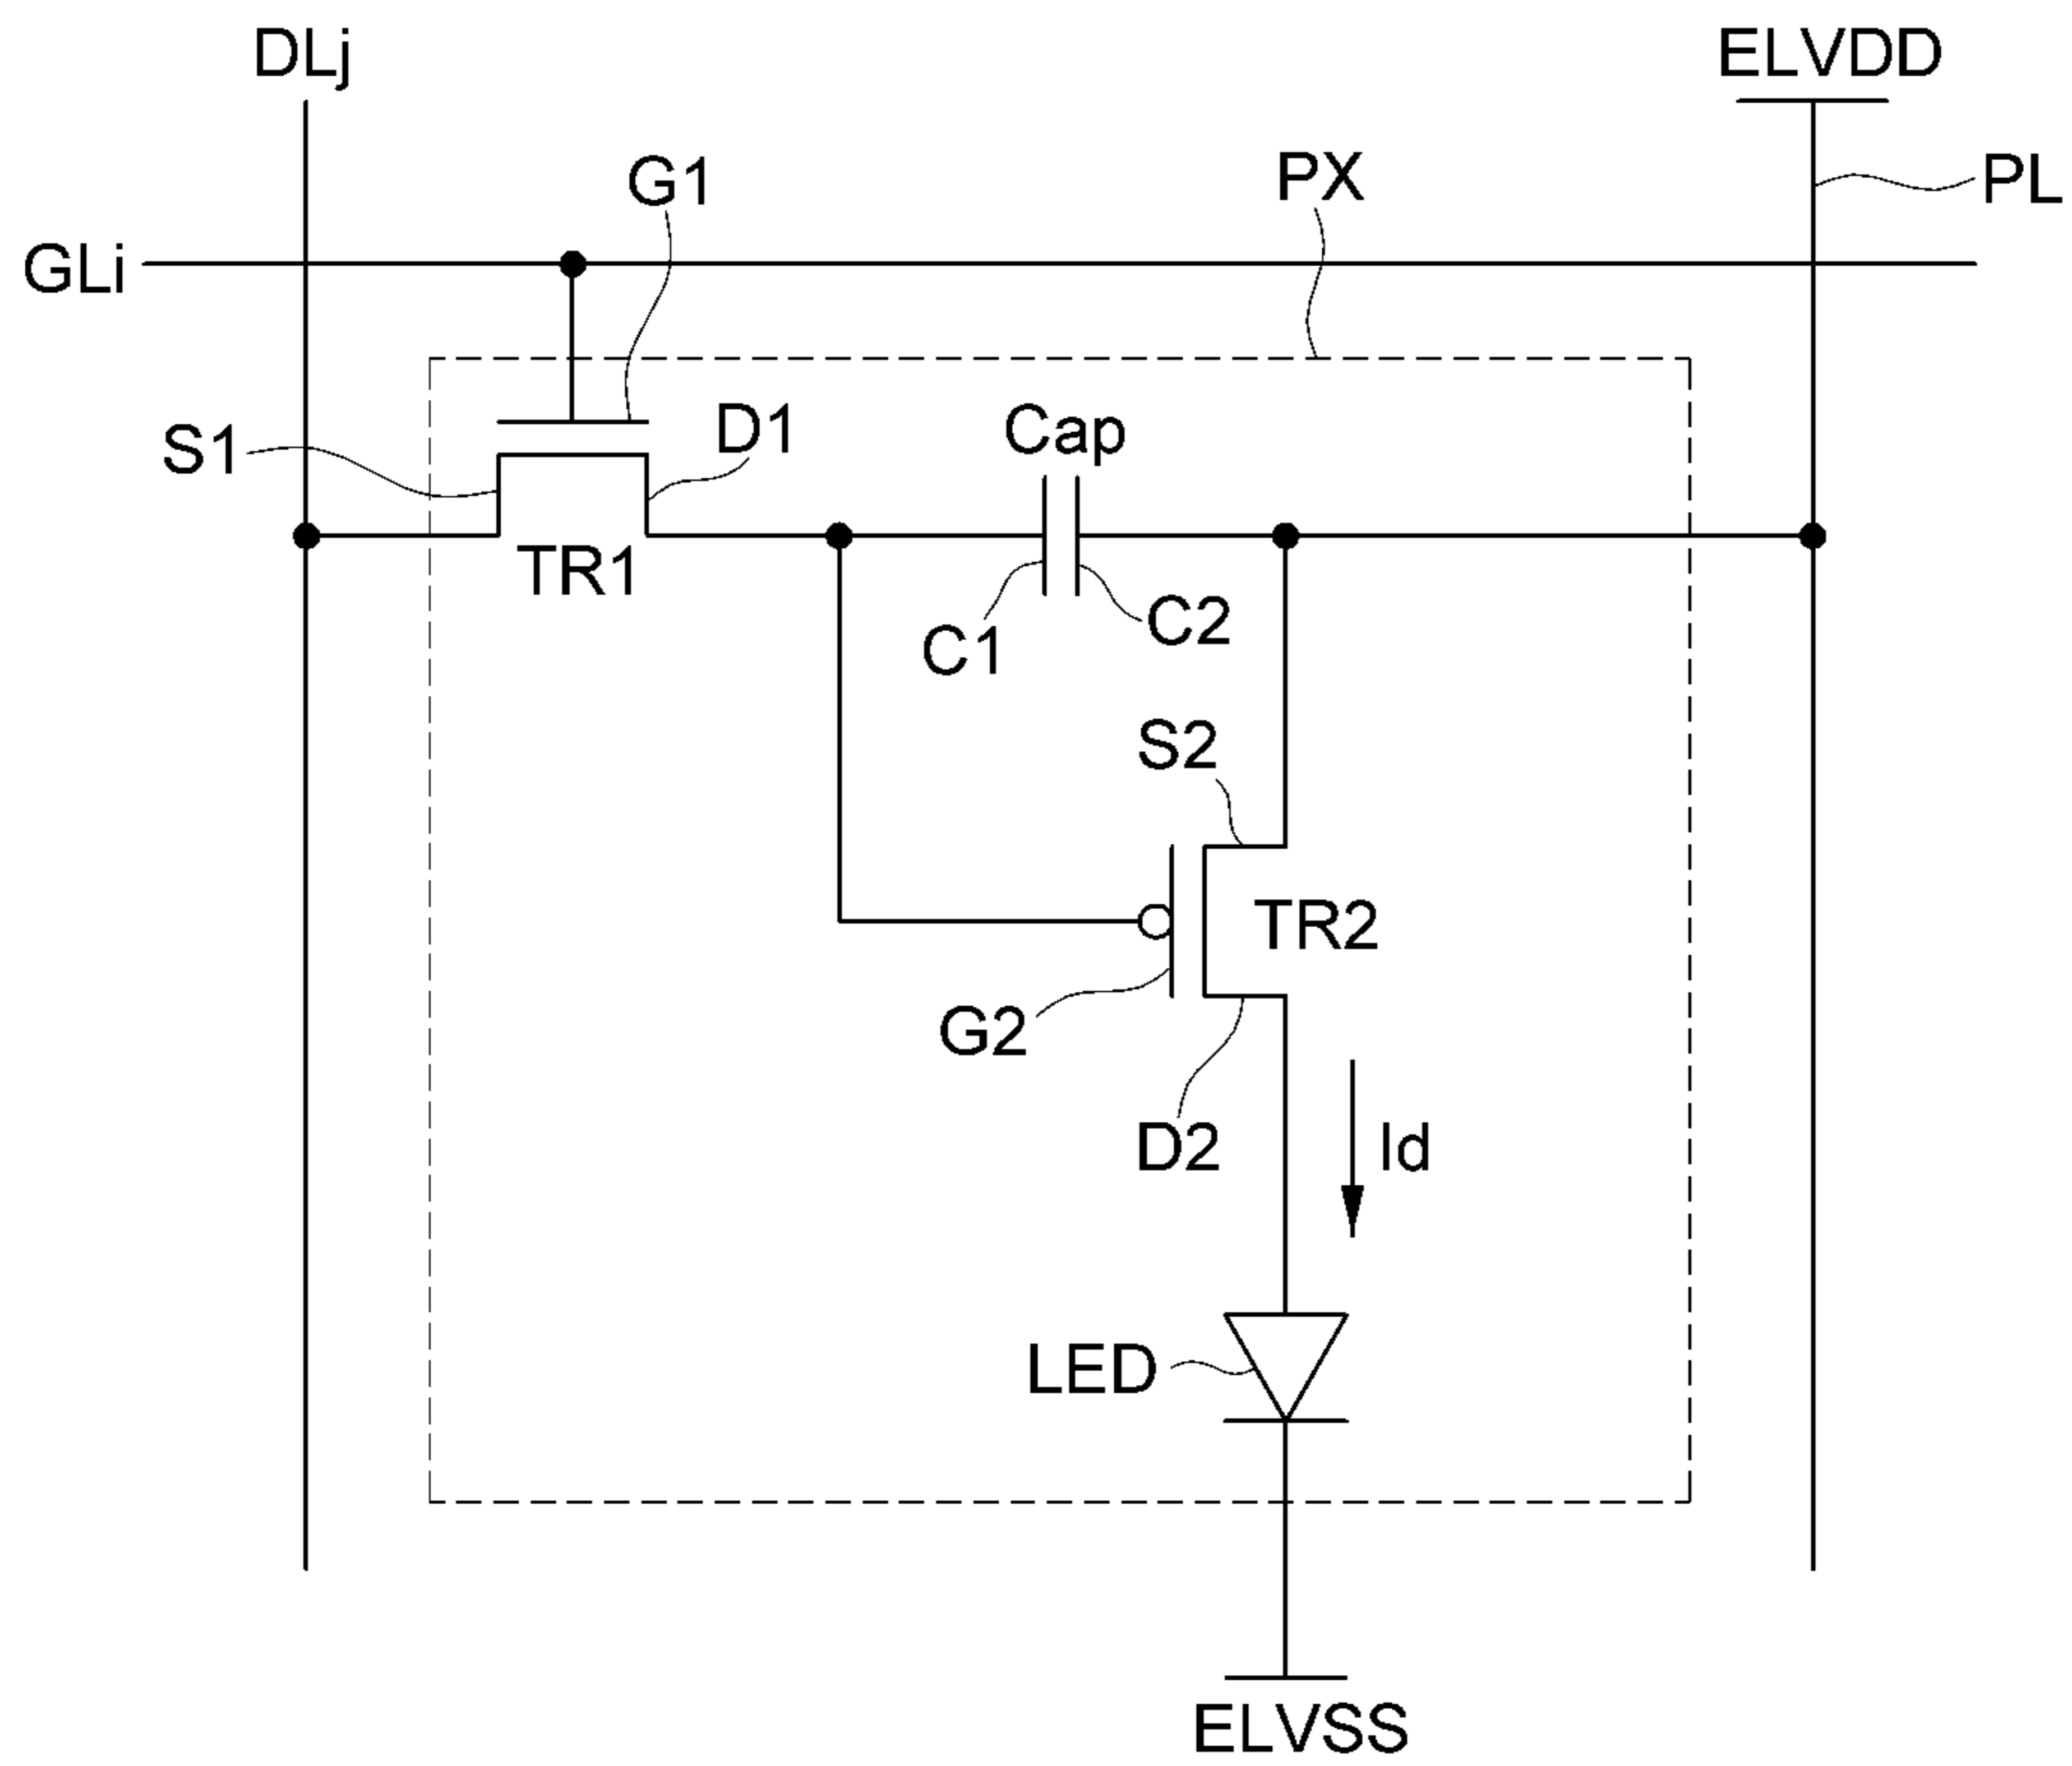 DLj
ELVDD
G1
PX
PL
GLi
S1
D1
Cap
TR1
C1
C2
S2
TR2
G2
D2
Id
LED
ELVSS